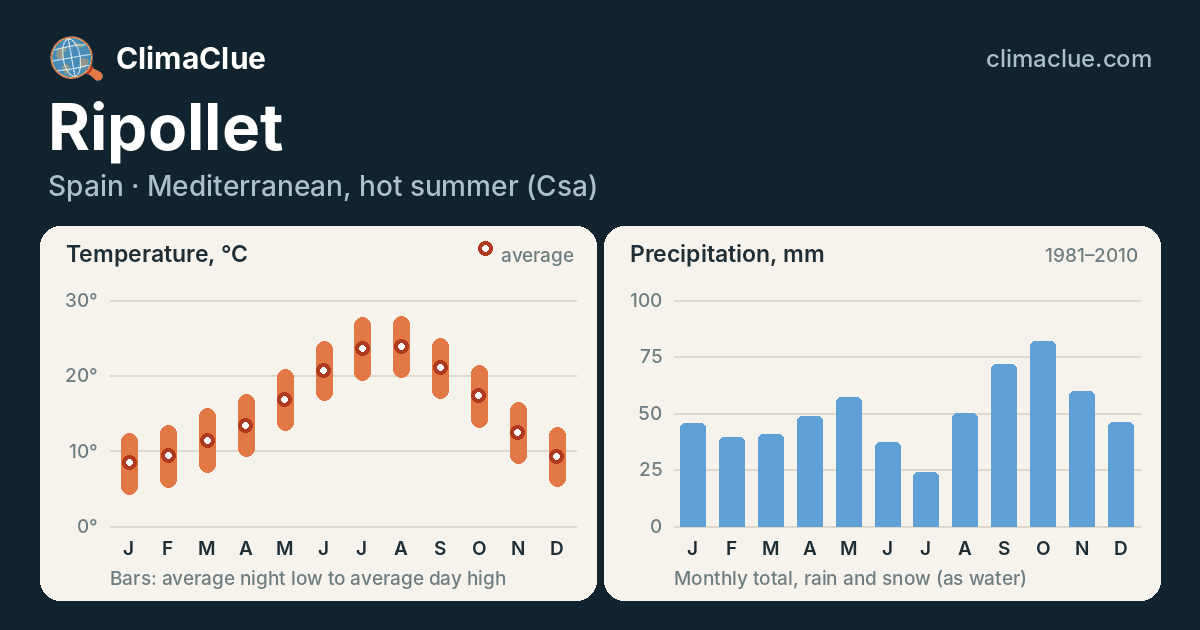 ClimaClue
climaclue.com
Ripollet
Spain · Mediterranean, hot summer (Csa)
Temperature, °C
average
30°
20°
10°
0°
J F M A M J J A S O N D
Bars: average night low to average day high
Precipitation, mm
1981–2010
100
75
50
25
0
J F M A M J J A S O N D
Monthly total, rain and snow (as water)